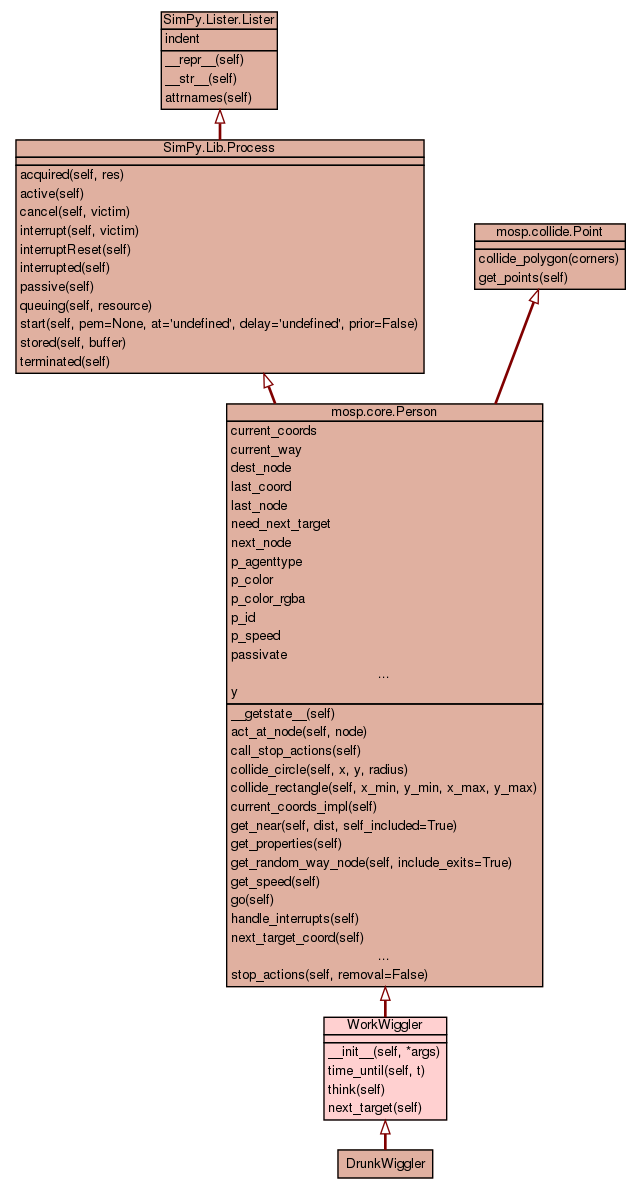 SimPy.Lister.Lister
indent
__repr__(self)
__str__(self)
attrnames(self)
SimPy.Lib.Process
acquired(self, res)
active(self)
cancel(self, victim)
interrupt(self, victim)
interruptReset(self)
interrupted(self)
passive(self)
queuing(self, resource)
start(self, pem=None, at='undefined', delay='undefined', prior=False)
stored(self, buffer)
terminated(self)
mosp.collide.Point
collide_polygon(corners)
get_points(self)
mosp.core.Person
current_coords
current_way
dest_node
last_coord
last_node
need_next_target
next_node
p_agenttype
p_color
p_color_rgba
p_id
p_speed
passivate
...
y
__getstate__(self)
act_at_node(self, node)
call_stop_actions(self)
collide_circle(self, x, y, radius)
collide_rectangle(self, x_min, y_min, x_max, y_max)
current_coords_impl(self)
get_near(self, dist, self_included=True)
get_properties(self)
get_random_way_node(self, include_exits=True)
get_speed(self)
go(self)
handle_interrupts(self)
next_target_coord(self)
...
stop_actions(self, removal=False)
WorkWiggler
__init__(self, *args)
time_until(self, t)
think(self)
next_target(self)
DrunkWiggler